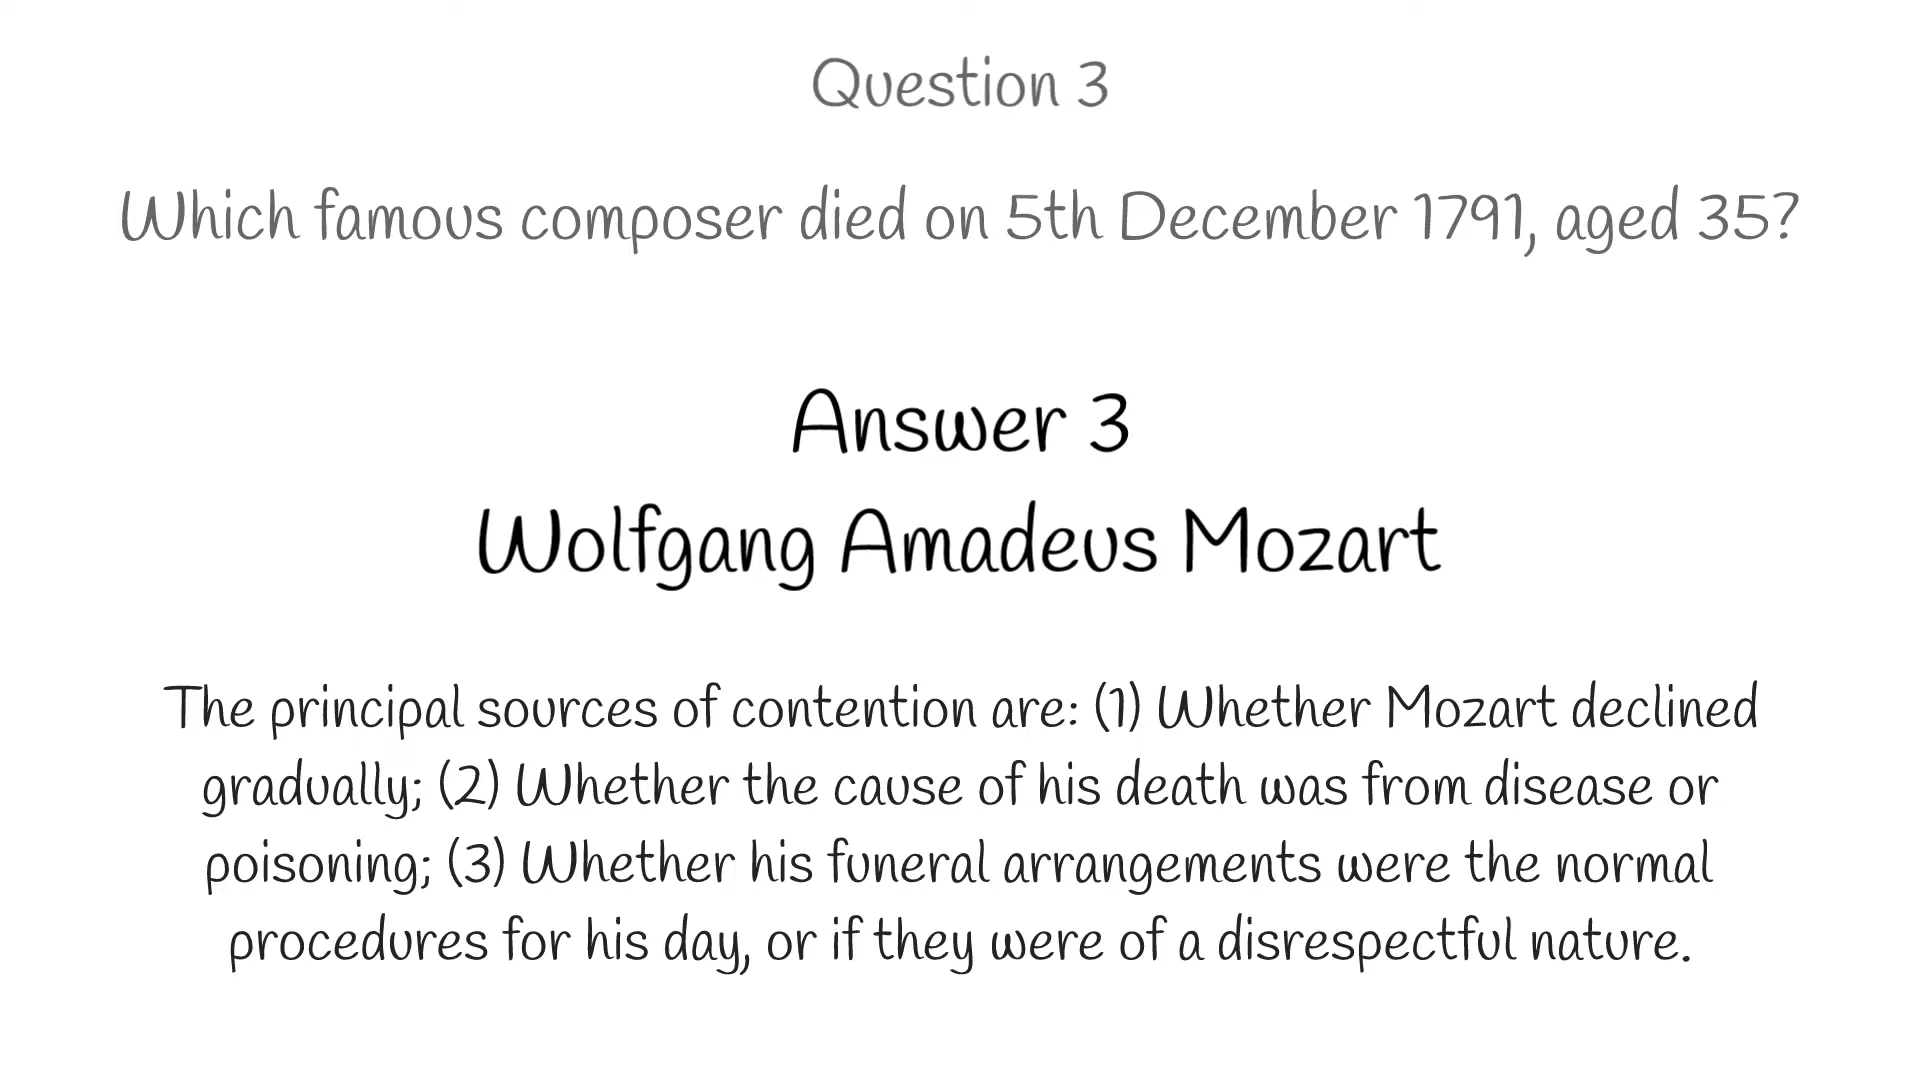 Question 3
Which famous composer died on 5th December 1791, aged 35?
Answer 3
Wolfgang Amadeus Mozart
The principal sources of contention are: (1) Whether Mozart declined
gradually; (2) Whether the cause of his death was from disease or
poisoning; (3) Whether his funeral arrangements were the normal
procedures for his day, or if they were of a disrespectful nature.